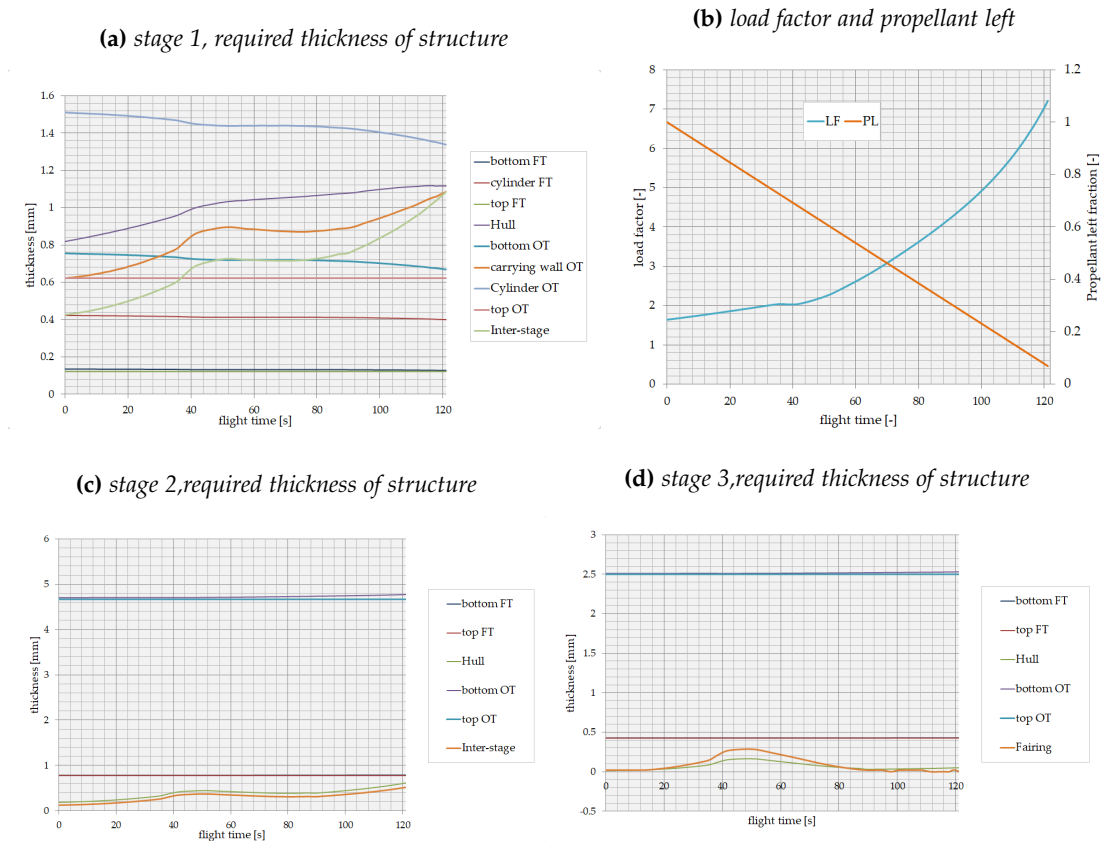 (a) stage 1, required thickness of structure
1.6
1.4
1.2
1
0.8
0.6
0.4
0.2
0
thickness [mm]
0 20 40 60 80 100 120
flight time [s]
bottom FT
cylinder FT
top FT
Hull
bottom OT
carrying wall OT
Cylinder OT
top OT
Inter-stage
(b) load factor and propellant left
8
7
6
5
4
3
2
1
0
load factor [-]
LF PL
1.2
1
0.8
0.6
0.4
0.2
0
Propellant left fraction [-]
0 20 40 60 80 100 120
flight time [-]
(c) stage 2,required thickness of structure
6
5
4
3
2
1
0
thickness [mm]
0 20 40 60 80 100 120
flight time [s]
bottom FT
top FT
Hull
bottom OT
top OT
Inter-stage
(d) stage 3,required thickness of structure
3
2.5
2
1.5
1
0.5
0
-0.5
thickness [mm]
0 20 40 60 80 100 120
flight time [s]
bottom FT
top FT
Hull
bottom OT
top OT
Fairing